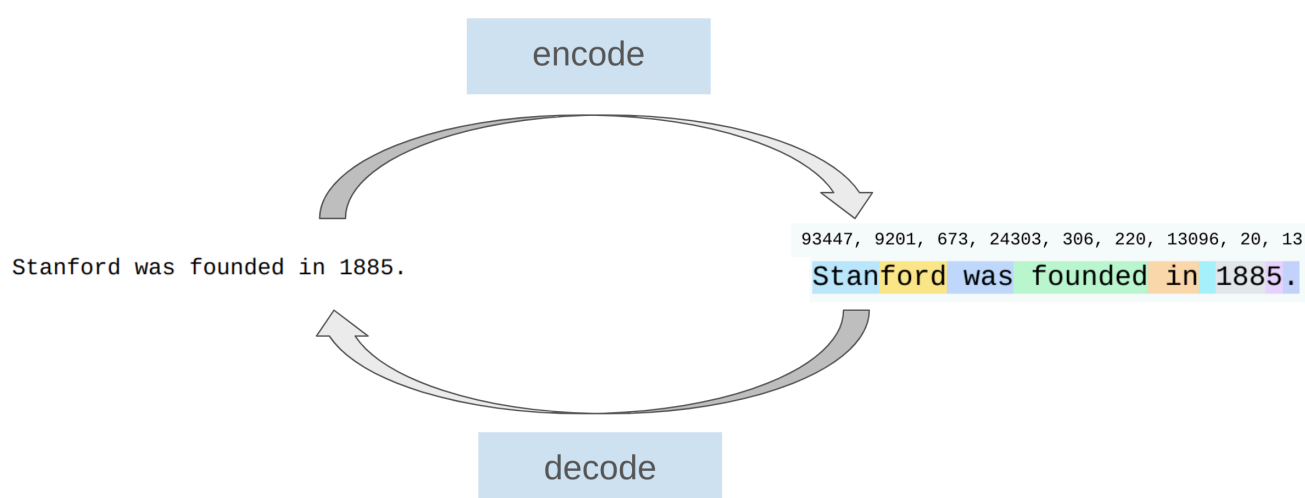 encode
Stanford was founded in 1885.
93447, 9201, 673, 24303, 306, 220, 13096, 20, 13
Stanford was founded in 1885.
decode